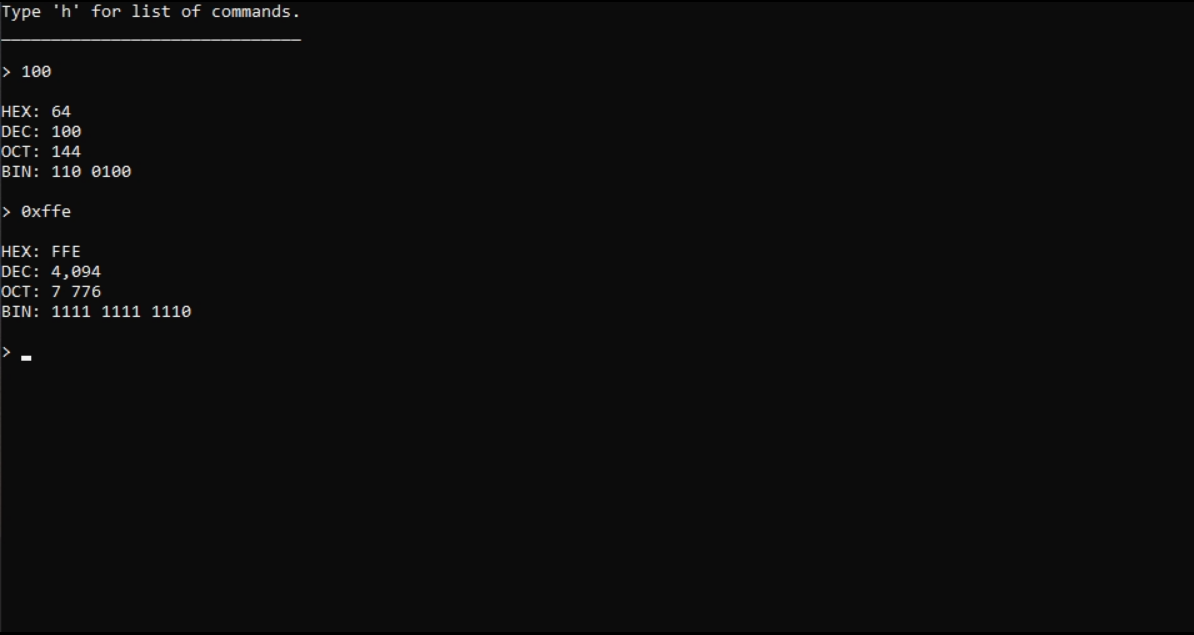 Type 'h' for list of commands.
______________________________
> 100
HEX: 64
DEC: 100
OCT: 144
BIN: 110 0100
> 0xffe
HEX: FFE
DEC: 4,094
OCT: 7 776
BIN: 1111 1111 1110
> _